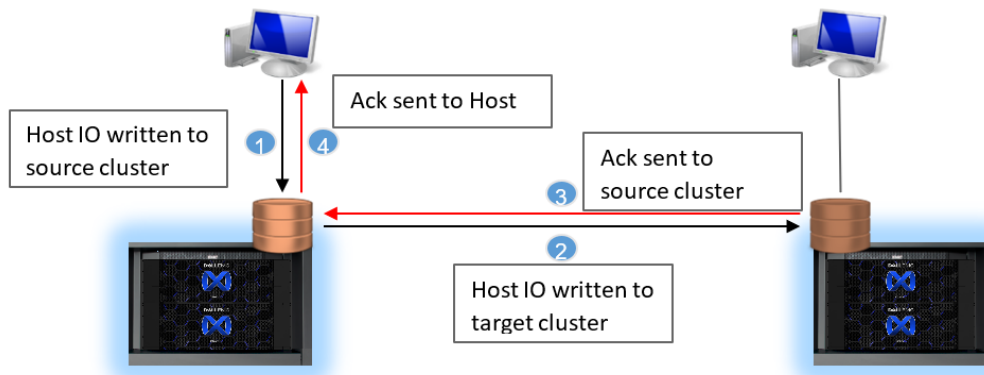 Ack sent to Host
Host IO written to
source cluster
1
4
Ack sent to
source cluster
3
2
Host IO written to
target cluster